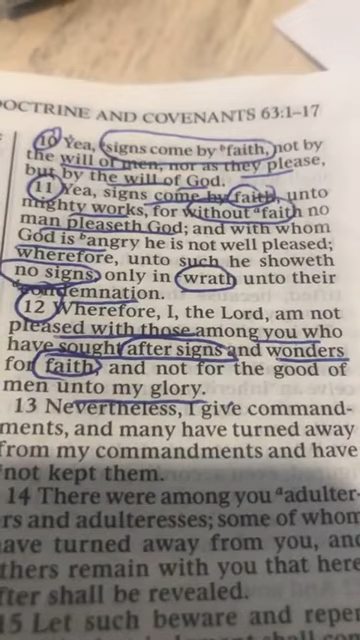 OCTRINE AND COVENANTS 63:1–17
10 Yea, signs come by b faith, not by
the will of men, nor as they please,
but by the will of God.
11 Yea, signs come by faith, unto
mighty works, for without a faith no
man pleaseth God; and with whom
God is b angry he is not well pleased;
wherefore, unto such he showeth
no signs, only in wrath unto their
condemnation.
12 Wherefore, I, the Lord, am not
pleased with those among you who
have sought after signs and wonders
for faith, and not for the good of
men unto my glory.
13 Nevertheless, I give command-
ments, and many have turned away
from my commandments and have
not kept them.
14 There were among you a adulter-
rs and adulteresses; some of whom
ave turned away from you, and
thers remain with you that here
fter shall be revealed.
15 Let such beware and repen